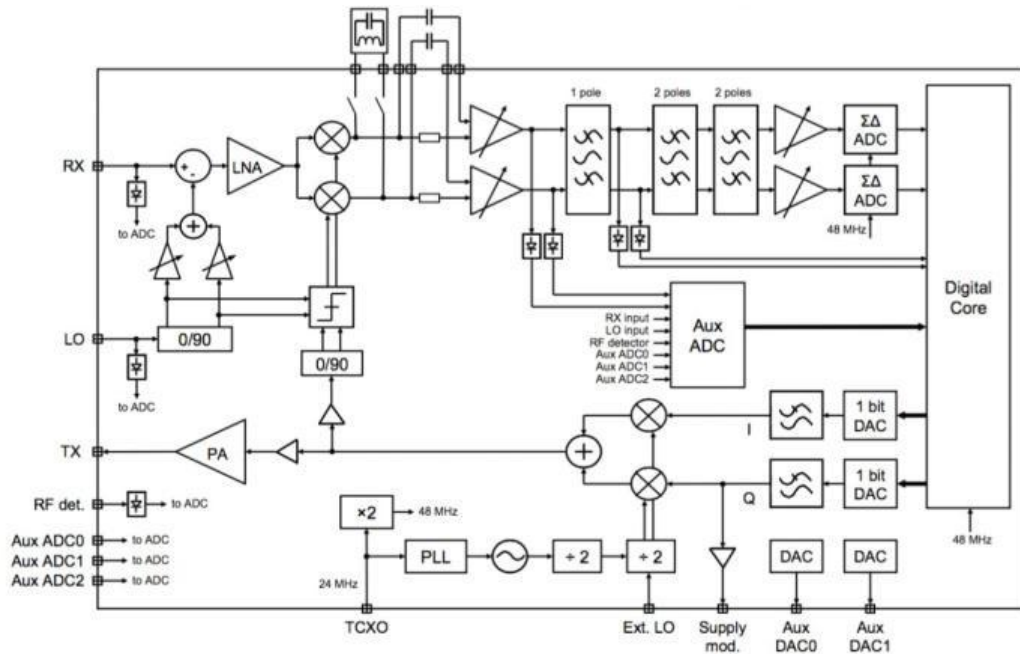 1 pole
2 poles
2 poles
RX
+
-
LNA
ΣΔ
ADC
ΣΔ
ADC
to ADC
+
48 MHz
Digital
Core
RX input
LO input
RF detector
Aux ADC0
Aux ADC1
Aux ADC2
Aux
ADC
LO
0/90
0/90
to ADC
1 bit
DAC
I
TX
PA
+
1 bit
DAC
Q
RF det.
to ADC
×2
48 MHz
Aux ADC0
to ADC
Aux ADC1
to ADC
Aux ADC2
to ADC
PLL
÷ 2
÷ 2
DAC
DAC
48 MHz
24 MHz
TCXO
Ext. LO
Supply
mod.
Aux
DAC0
Aux
DAC1